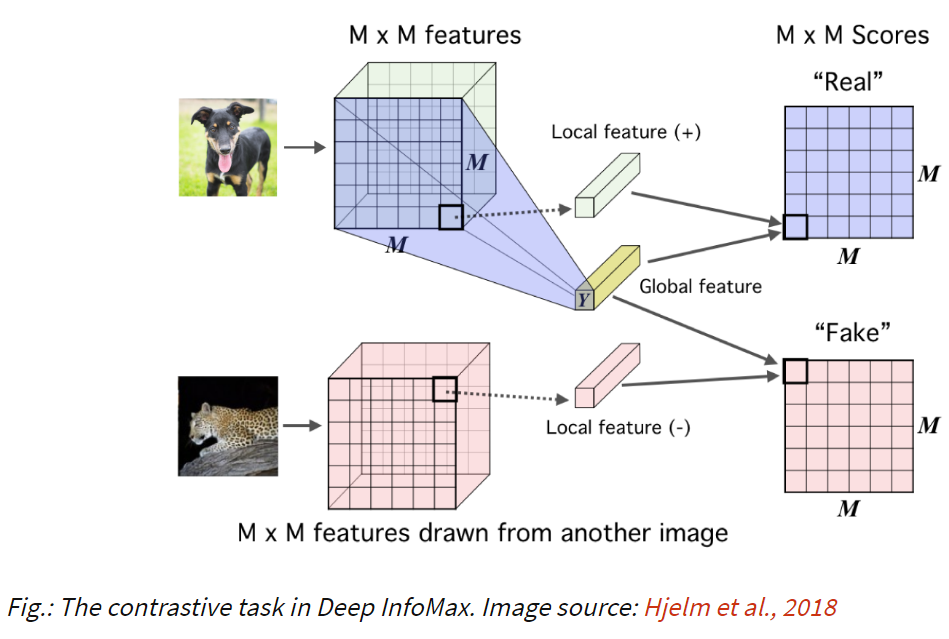 M x M features
M x M Scores
“Real”
Local feature (+)
M
M
M
M
Y
Global feature
“Fake”
Local feature (-)
M
M
M x M features drawn from another image
Fig.: The contrastive task in Deep InfoMax. Image source: Hjelm et al., 2018